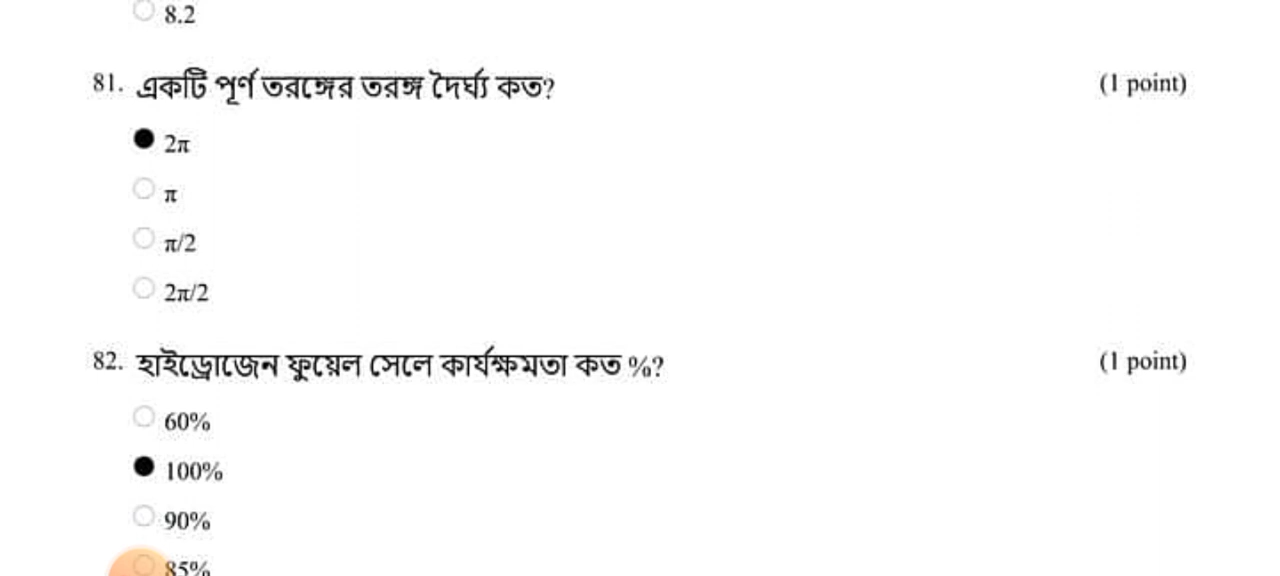 8.2
81. একটি পূর্ণ তরঙ্গের তরঙ্গ দৈর্ঘ্য কত? (1 point)
2π
π
π/2
2π/2
82. হাইড্রোজেন ফুয়েল সেলে কার্যক্ষমতা কত %? (1 point)
60%
100%
90%
85%